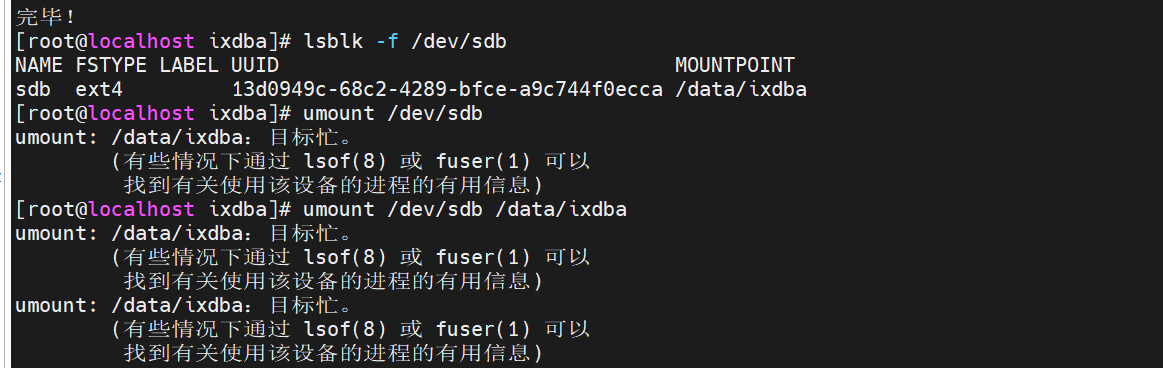 完毕！
[root@localhost ixdba]# lsblk -f /dev/sdb
NAME FSTYPE LABEL UUID                                 MOUNTPOINT
sdb  ext4         13d0949c-68c2-4289-bfce-a9c744f0ecca /data/ixdba
[root@localhost ixdba]# umount /dev/sdb
umount: /data/ixdba：目标忙。
        (有些情况下通过 lsof(8) 或 fuser(1) 可以
         找到有关使用该设备的进程的有用信息)
[root@localhost ixdba]# umount /dev/sdb /data/ixdba
umount: /data/ixdba：目标忙。
        (有些情况下通过 lsof(8) 或 fuser(1) 可以
         找到有关使用该设备的进程的有用信息)
umount: /data/ixdba：目标忙。
        (有些情况下通过 lsof(8) 或 fuser(1) 可以
         找到有关使用该设备的进程的有用信息)